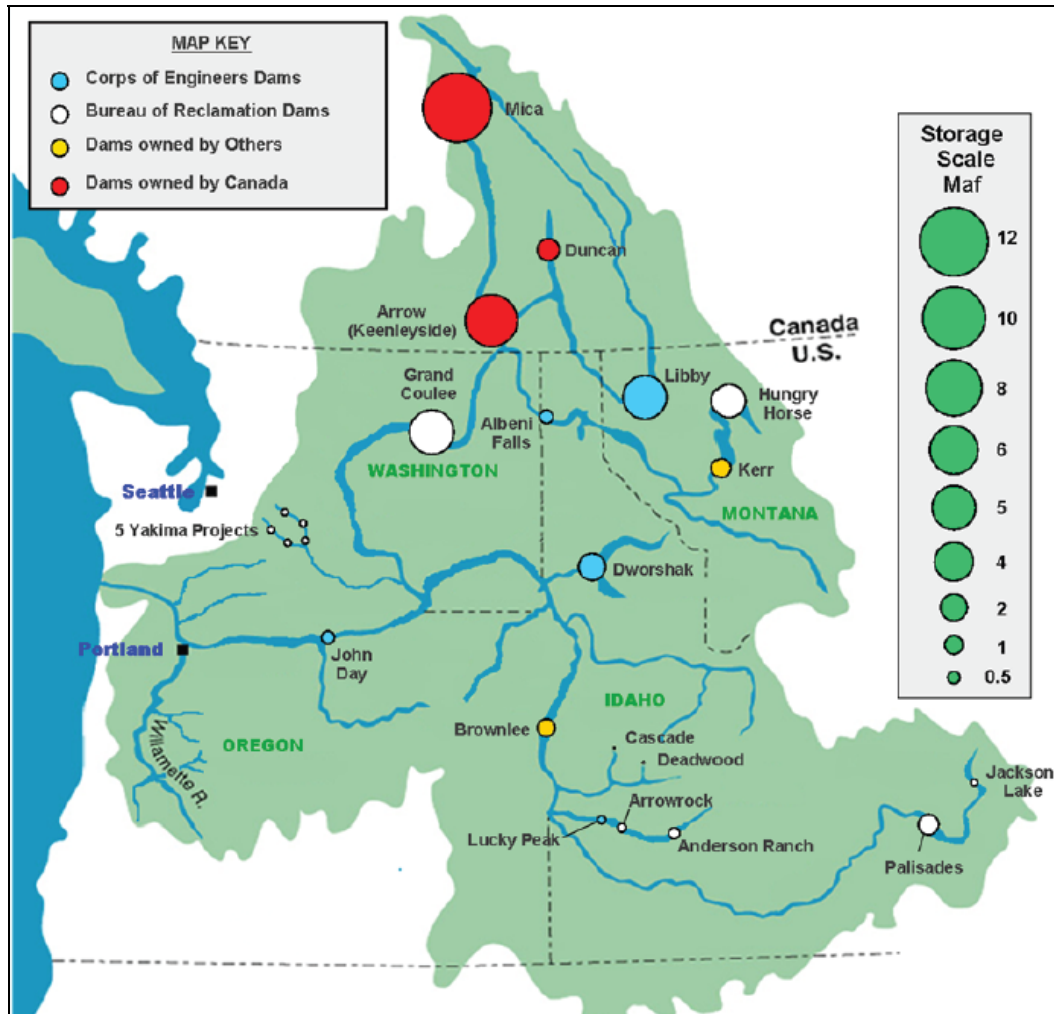 MAP KEY
Corps of Engineers Dams
Bureau of Reclamation Dams
Dams owned by Others
Dams owned by Canada
Storage
Scale
Maf
12
10
8
6
5
4
2
1
0.5
Mica
Duncan
Arrow
(Keenleyside)
Canada
U.S.
Grand
Coulee
Libby
Hungry
Horse
Albeni
Falls
WASHINGTON
Kerr
Seattle
MONTANA
5 Yakima Projects
Dworshak
Portland
John
Day
IDAHO
Brownlee
OREGON
Cascade
Deadwood
Willamette R.
Jackson
Lake
Arrowrock
Lucky Peak
Anderson Ranch
Palisades